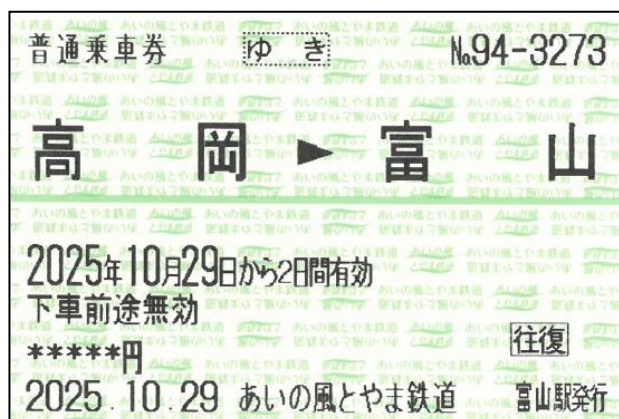 普通乗車券 ゆき №94-3273
高岡▶富山
2025年10月29日から2日間有効
下車前途無効
往復
*****円
2025.10.29 あいの風とやま鉄道 富山駅発行